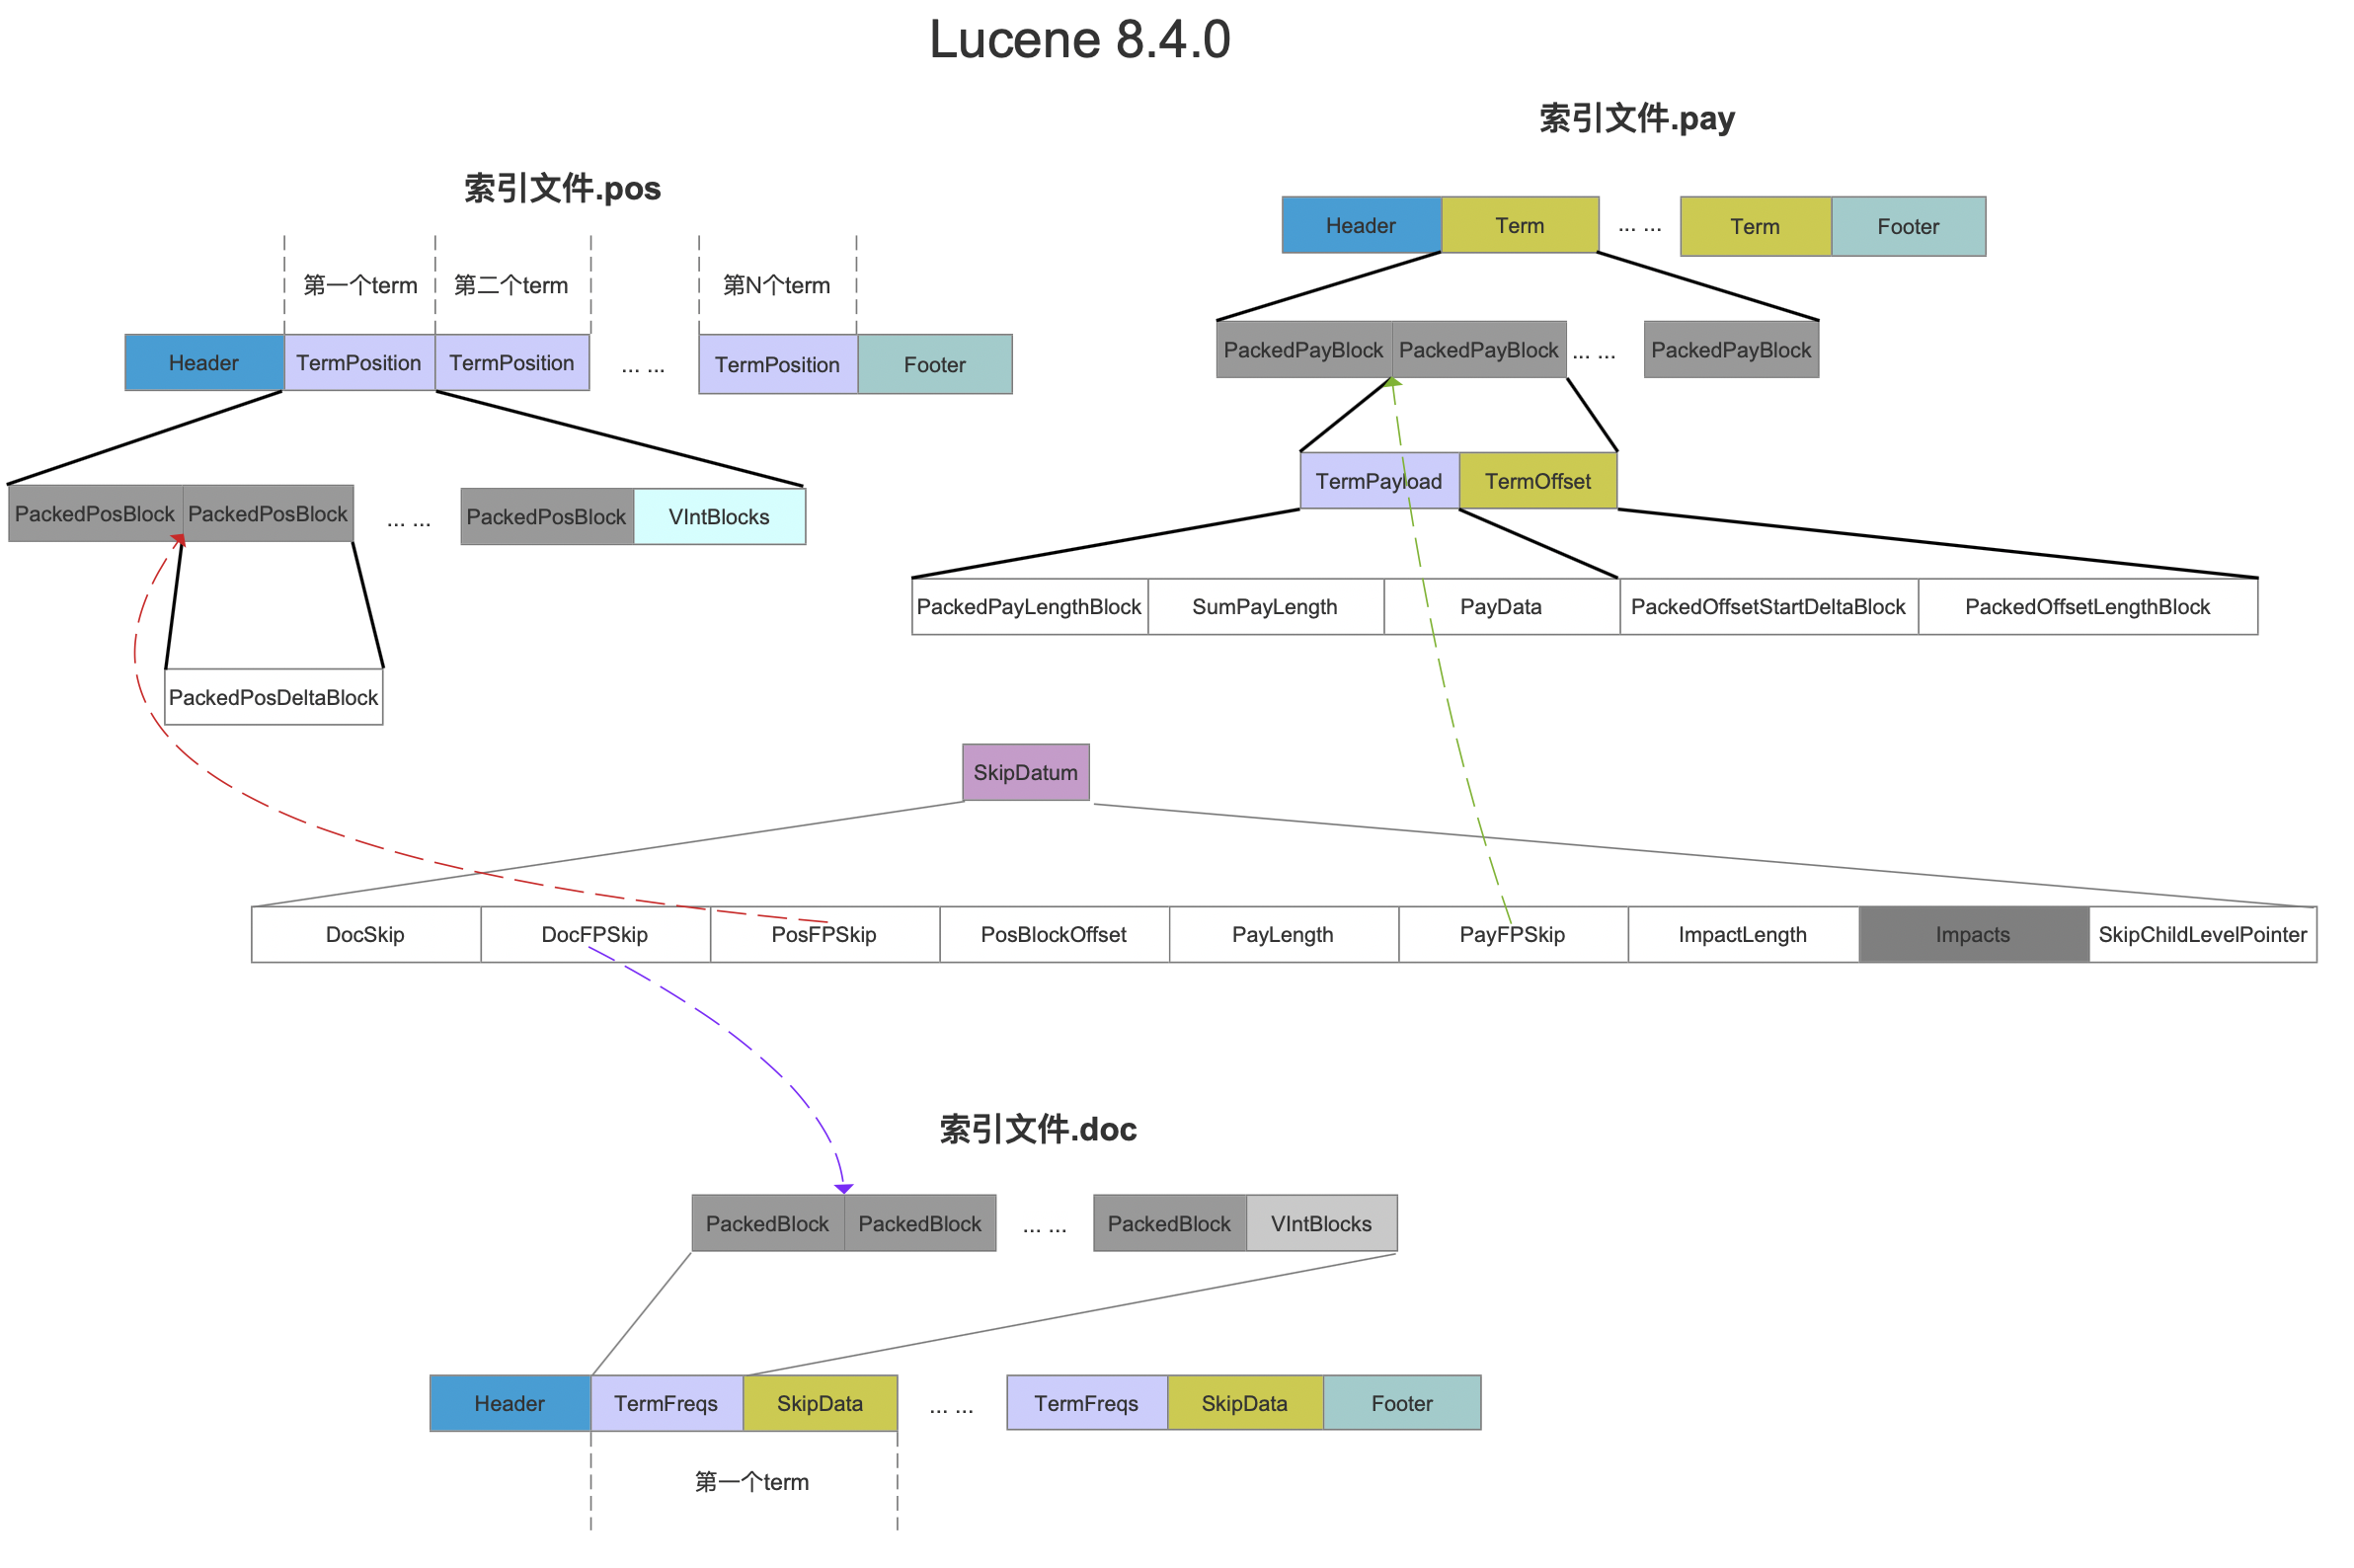 Lucene 8.4.0
索引文件.pay
索引文件.pos
Header Term ... ... Term Footer
第一个term 第二个term 第N个term
Header TermPosition TermPosition ... ... TermPosition Footer
PackedPayBlock PackedPayBlock ... ... PackedPayBlock
TermPayload TermOffset
PackedPosBlock PackedPosBlock ... ... PackedPosBlock VIntBlocks
PackedPayLengthBlock SumPayLength PayData PackedOffsetStartDeltaBlock PackedOffsetLengthBlock
PackedPosDeltaBlock
SkipDatum
DocSkip DocFPSkip PosFPSkip PosBlockOffset PayLength PayFPSkip ImpactLength Impacts SkipChildLevelPointer
索引文件.doc
PackedBlock PackedBlock ... ... PackedBlock VIntBlocks
Header TermFreqs SkipData ... ... TermFreqs SkipData Footer
第一个term